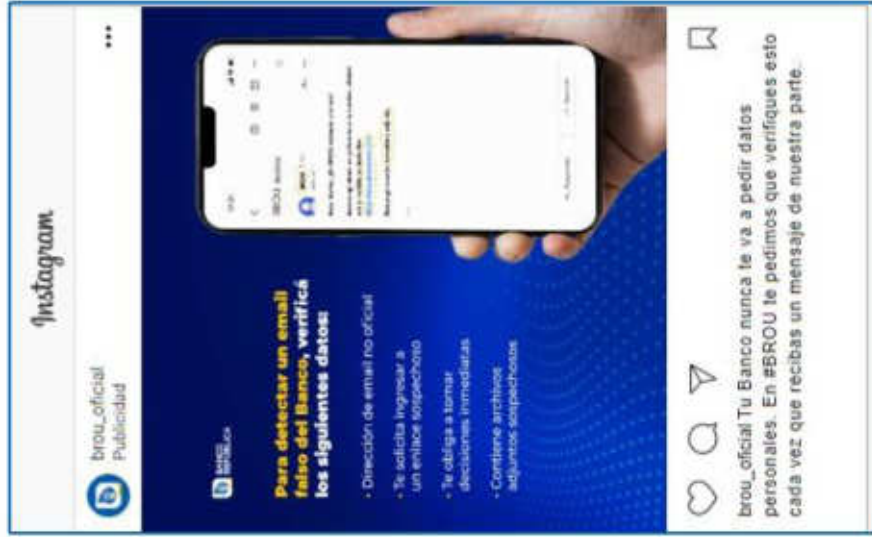 Instagram
brou_oficial
Publicidad
BANCO
REPÚBLICA
Para detectar un email
falso del Banco, verificá
los siguientes datos:
• Dirección de email no oficial
• Te solicita ingresar a
un enlace sospechoso
• Te obliga a tomar
decisiones inmediatas
• Contiene archivos
adjuntos sospechosos
brou_oficial Tu Banco nunca te va a pedir datos
personales. En #BROU te pedimos que verifiques esto
cada vez que recibas un mensaje de nuestra parte.